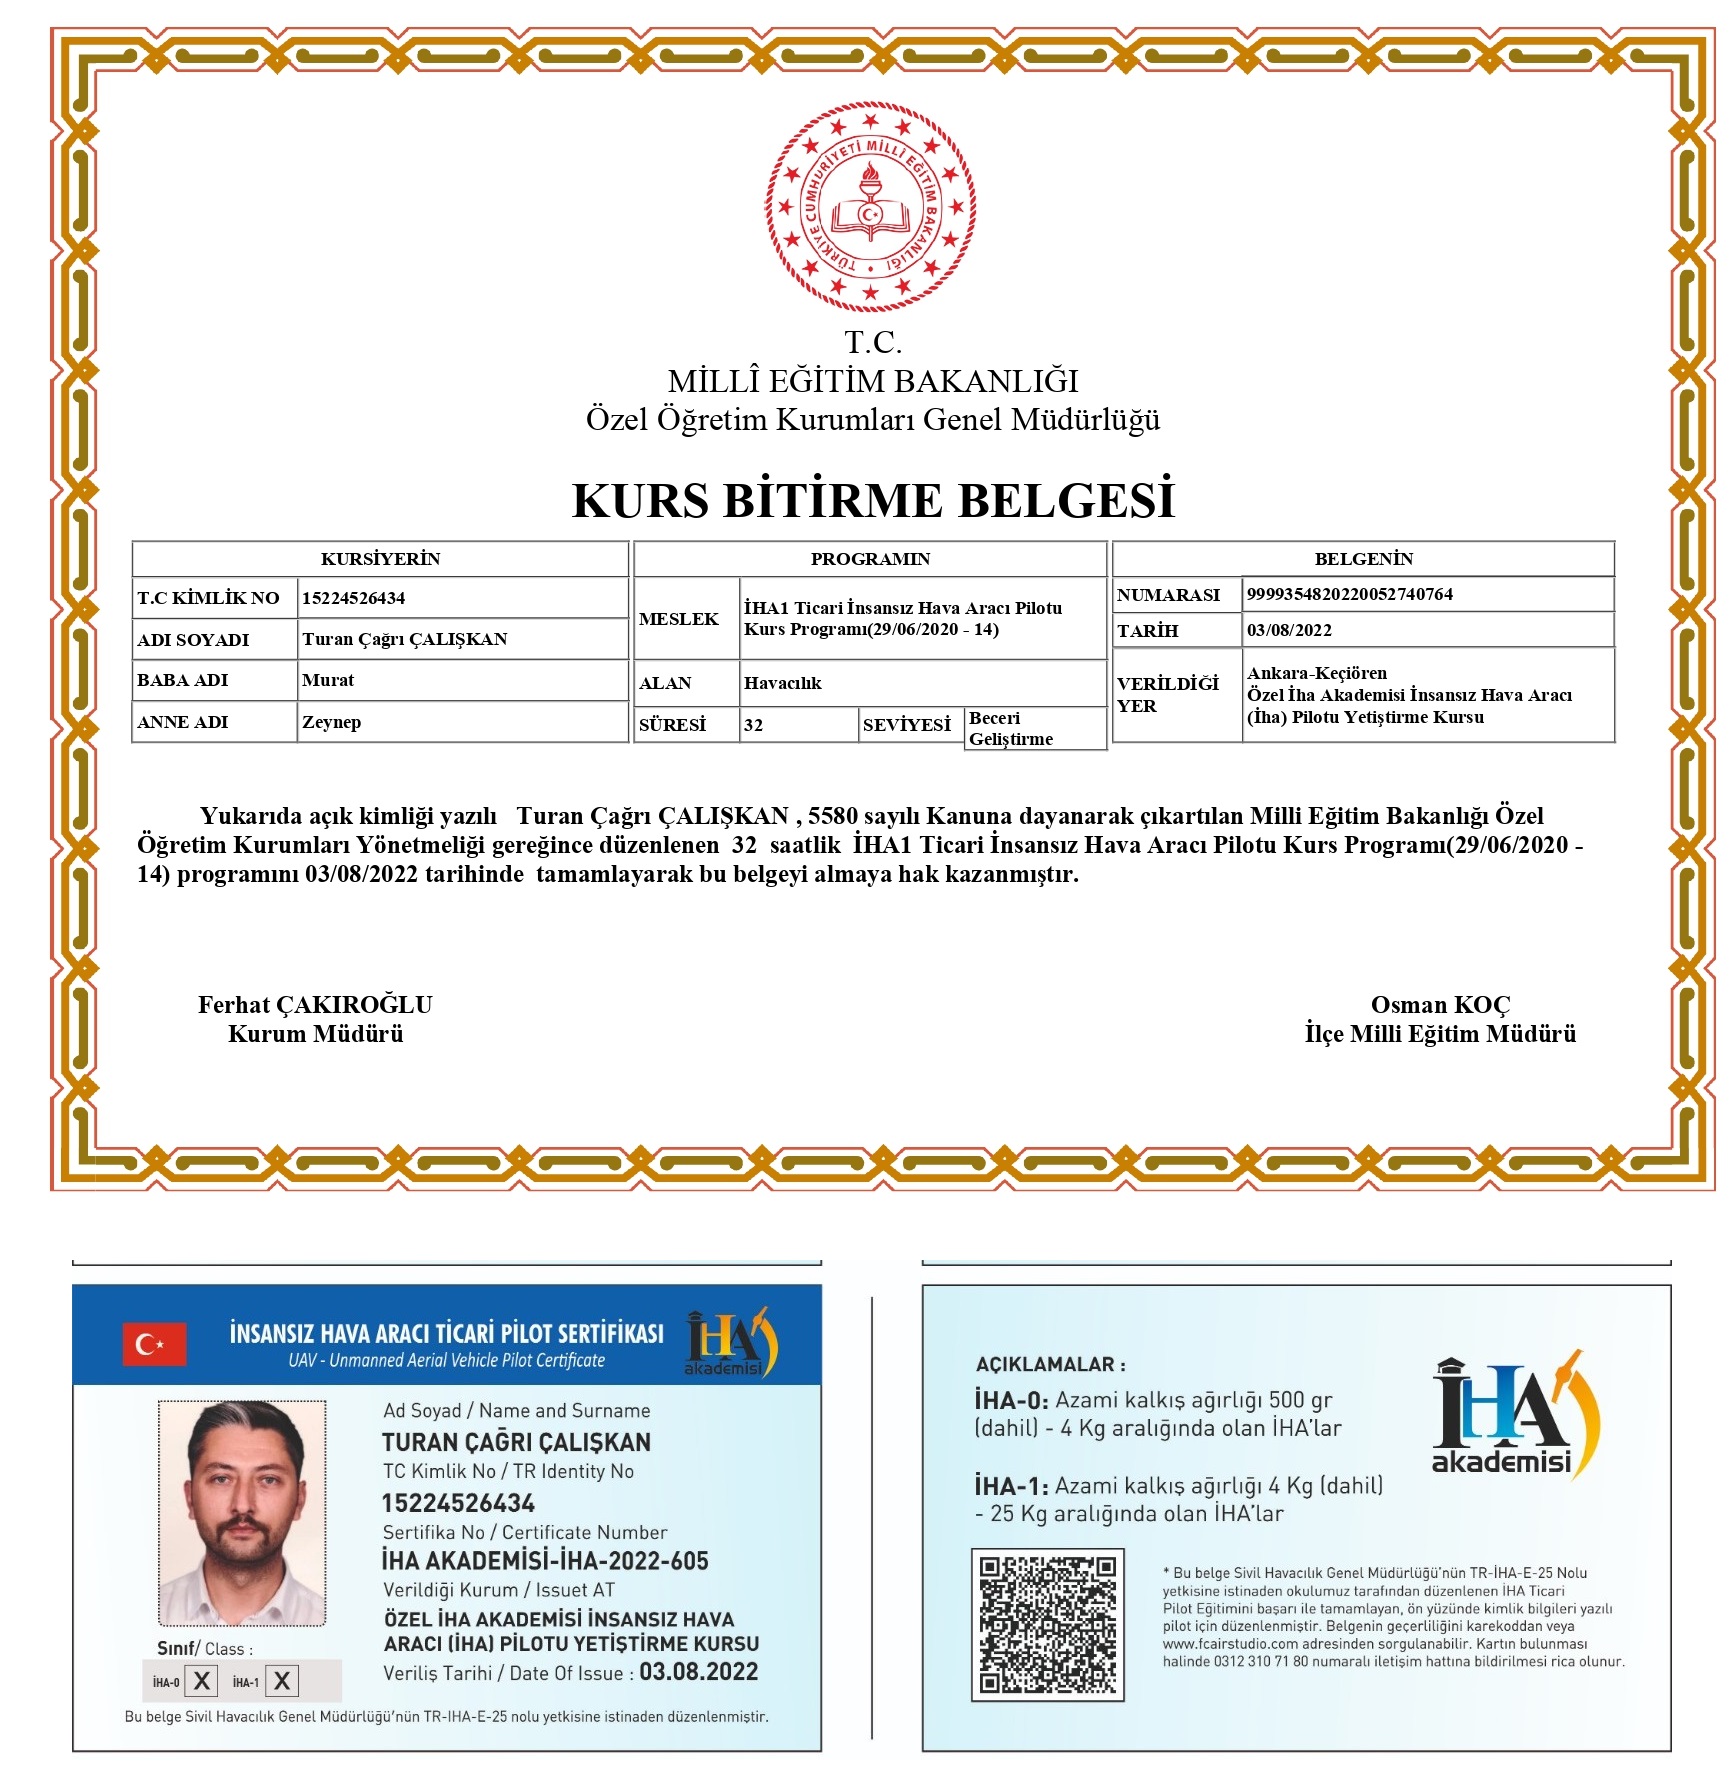 TÜRKİYE CUMHURİYETİ MİLLİ EĞİTİM BAKANLIĞI
T.C.
MİLLÎ EĞİTİM BAKANLIĞI
Özel Öğretim Kurumları Genel Müdürlüğü
KURS BİTİRME BELGESİ
KURSİYERİN
T.C KİMLİK NO 15224526434
ADI SOYADI Turan Çağrı ÇALIŞKAN
BABA ADI Murat
ANNE ADI Zeynep
PROGRAMIN
MESLEK İHA1 Ticari İnsansız Hava Aracı Pilotu
Kurs Programı(29/06/2020 - 14)
ALAN Havacılık
SÜRESİ 32 SEVİYESİ Beceri
Geliştirme
BELGENİN
NUMARASI 9999354820220052740764
TARİH 03/08/2022
VERİLDİĞİ
YER
Ankara-Keçiören
Özel İha Akademisi İnsansız Hava Aracı
(İha) Pilotu Yetiştirme Kursu
Yukarıda açık kimliği yazılı Turan Çağrı ÇALIŞKAN , 5580 sayılı Kanuna dayanarak çıkartılan Milli Eğitim Bakanlığı Özel
Öğretim Kurumları Yönetmeliği gereğince düzenlenen 32 saatlik İHA1 Ticari İnsansız Hava Aracı Pilotu Kurs Programı(29/06/2020 -
14) programını 03/08/2022 tarihinde tamamlayarak bu belgeyi almaya hak kazanmıştır.
Ferhat ÇAKIROĞLU
Kurum Müdürü
Osman KOÇ
İlçe Milli Eğitim Müdürü
İNSANSIZ HAVA ARACI TİCARİ PİLOT SERTİFİKASI
UAV - Unmanned Aerial Vehicle Pilot Certificate
İHA
akademisi
Ad Soyad / Name and Surname
TURAN ÇAĞRI ÇALIŞKAN
TC Kimlik No / TR Identity No
15224526434
Sertifika No / Certificate Number
İHA AKADEMİSİ-İHA-2022-605
Verildiği Kurum / Issuet AT
ÖZEL İHA AKADEMİSİ İNSANSIZ HAVA
ARACI (İHA) PİLOTU YETİŞTİRME KURSU
Veriliş Tarihi / Date Of Issue : 03.08.2022
Sınıf/ Class :
İHA-0 X İHA-1 X
Bu belge Sivil Havacılık Genel Müdürlüğü'nün TR-IHA-E-25 nolu yetkisine istinaden düzenlenmiştir.
AÇIKLAMALAR :
İHA-0: Azami kalkış ağırlığı 500 gr
(dahil) - 4 Kg aralığında olan İHA'lar
İHA-1: Azami kalkış ağırlığı 4 Kg (dahil)
- 25 Kg aralığında olan İHA'lar
İHA
akademisi
* Bu belge Sivil Havacılık Genel Müdürlüğü'nün TR-İHA-E-25 Nolu
yetkisine istinaden okulumuz tarafından düzenlenen İHA Ticari
Pilot Eğitimini başarı ile tamamlayan, ön yüzünde kimlik bilgileri yazılı
pilot için düzenlenmiştir. Belgenin geçerliliğini karekoddan veya
www.fcairstudio.com adresinden sorgulanabilir. Kartın bulunması
halinde 0312 310 71 80 numaralı iletişim hattına bildirilmesi rica olunur.